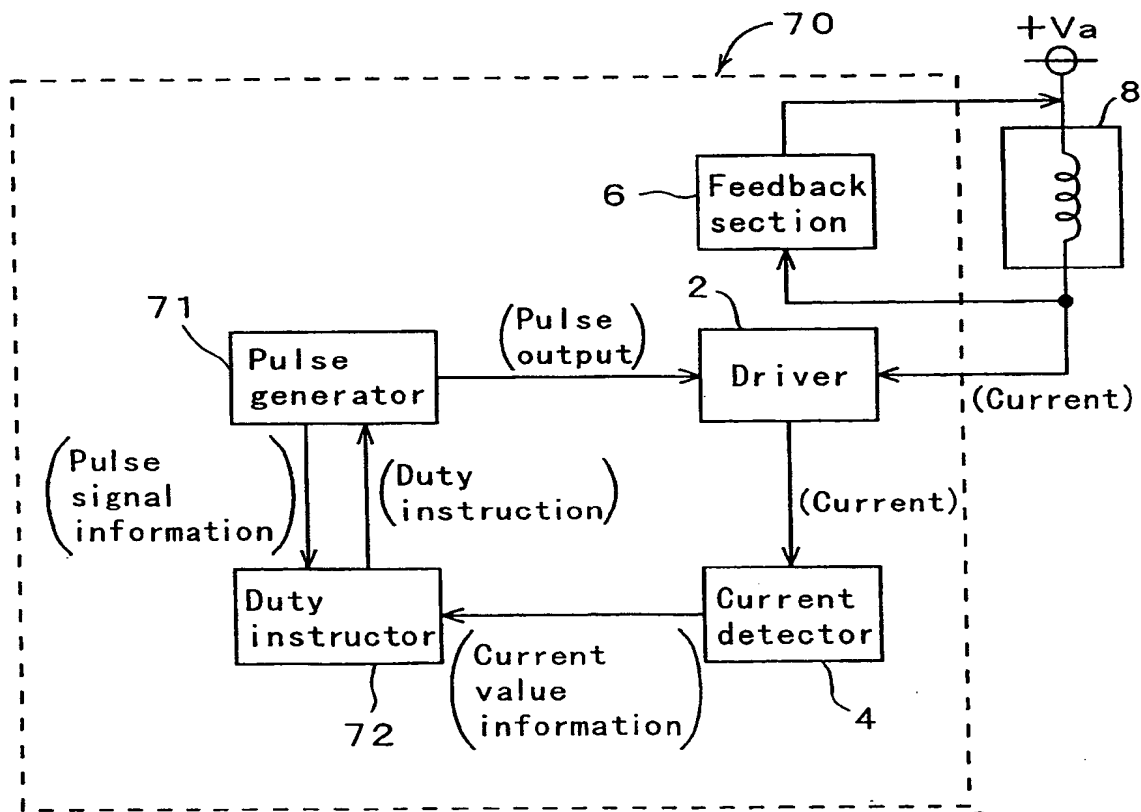 70
+Va
8
6
Feedback
section
2
71
(Pulse
output)
Pulse
generator
Driver
(Current)
(Pulse
signal
information)
(Duty
instruction)
(Current)
Duty
instructor
Current
detector
(Current
value
information)
72
4